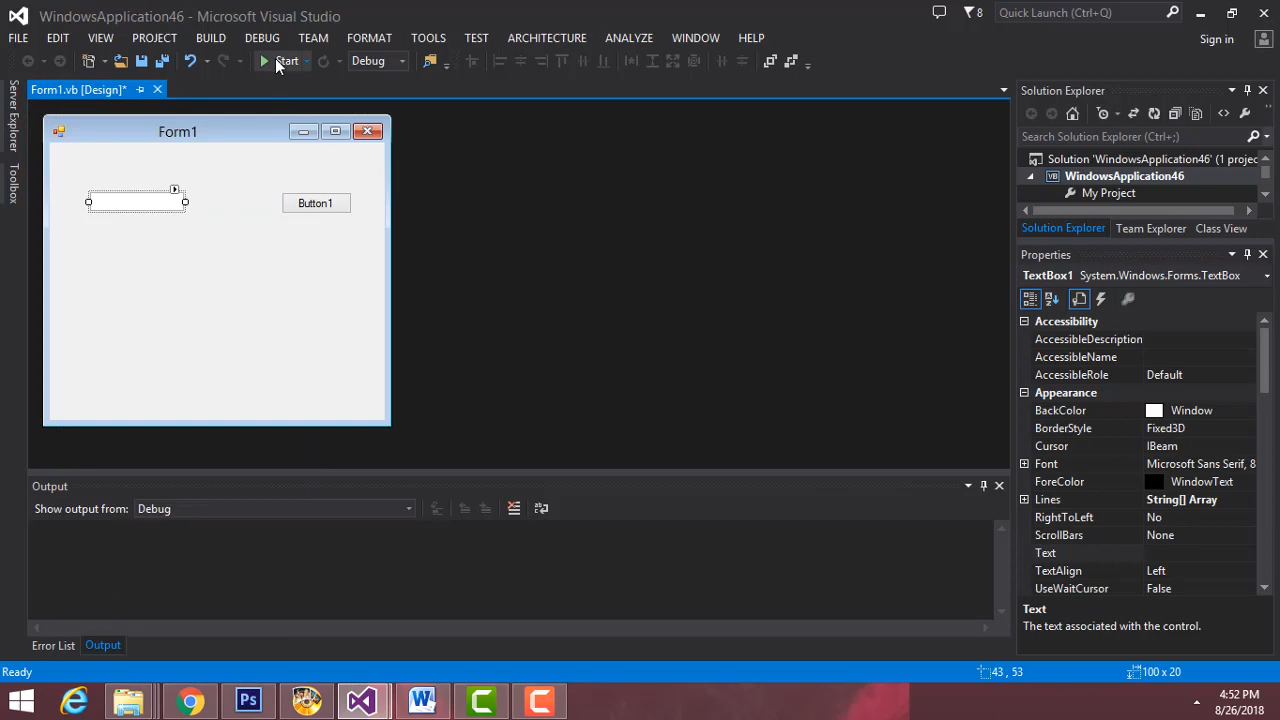 WindowsApplication46 - Microsoft Visual Studio
8
Quick Launch (Ctrl+Q)
FILE EDIT VIEW PROJECT BUILD DEBUG TEAM FORMAT TOOLS TEST ARCHITECTURE ANALYZE WINDOW HELP
Sign in
Start
Debug
Server Explorer
Toolbox
Form1.vb [Design]*
Form1
Button1
Solution Explorer
Search Solution Explorer (Ctrl+;)
Solution 'WindowsApplication46' (1 projec
VB WindowsApplication46
My Project
Solution Explorer Team Explorer Class View
Properties
TextBox1 System.Windows.Forms.TextBox
Accessibility
AccessibleDescription
AccessibleName
AccessibleRole Default
Appearance
BackColor Window
BorderStyle Fixed3D
Cursor IBeam
Font Microsoft Sans Serif, 8
ForeColor WindowText
Lines String[] Array
RightToLeft No
ScrollBars None
Text
TextAlign Left
UseWaitCursor False
Text
The text associated with the control.
Output
Show output from: Debug
Error List Output
Ready
43 , 53
100 x 20
Ps
W
C
C
4:52 PM
8/26/2018